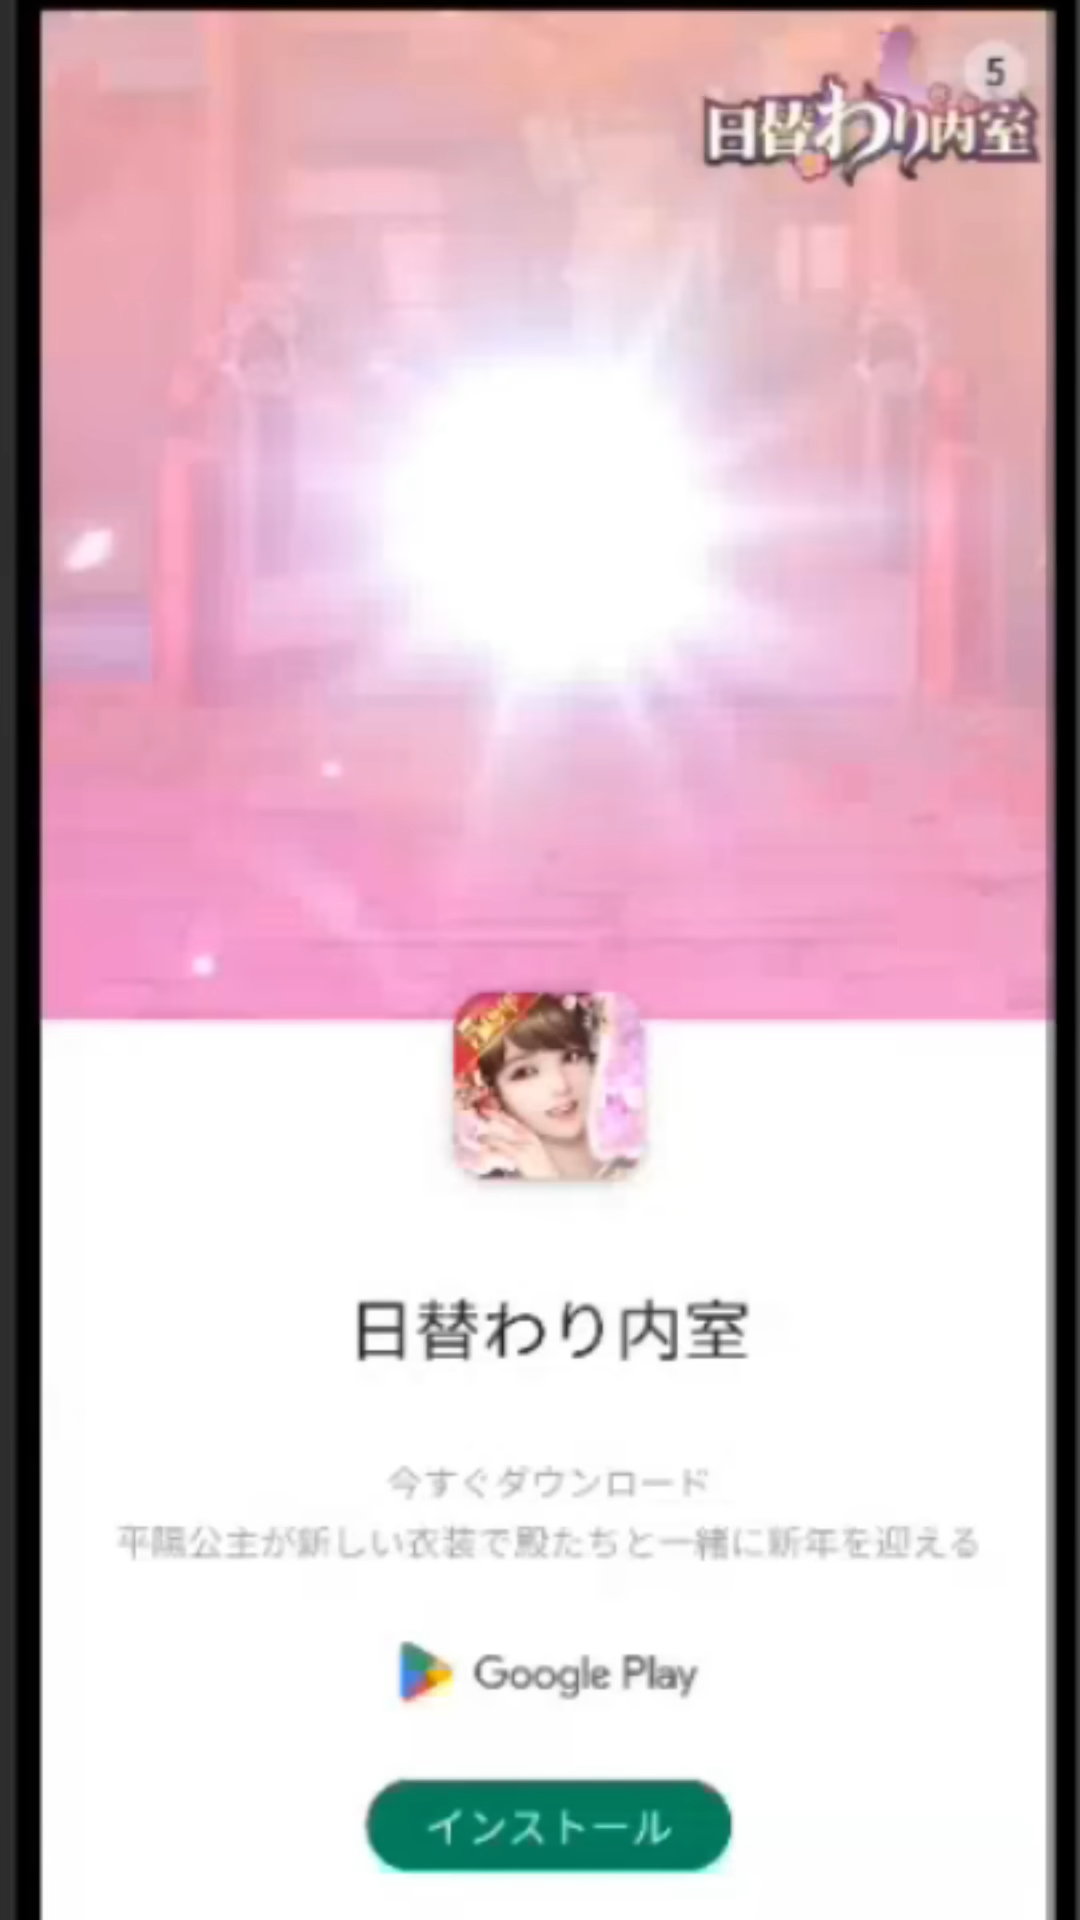 5
日替わり内室
日替わり内室
今すぐダウンロード
平陽公主が新しい衣装で殿たちと一緒に新年を迎える
Google Play
インストール